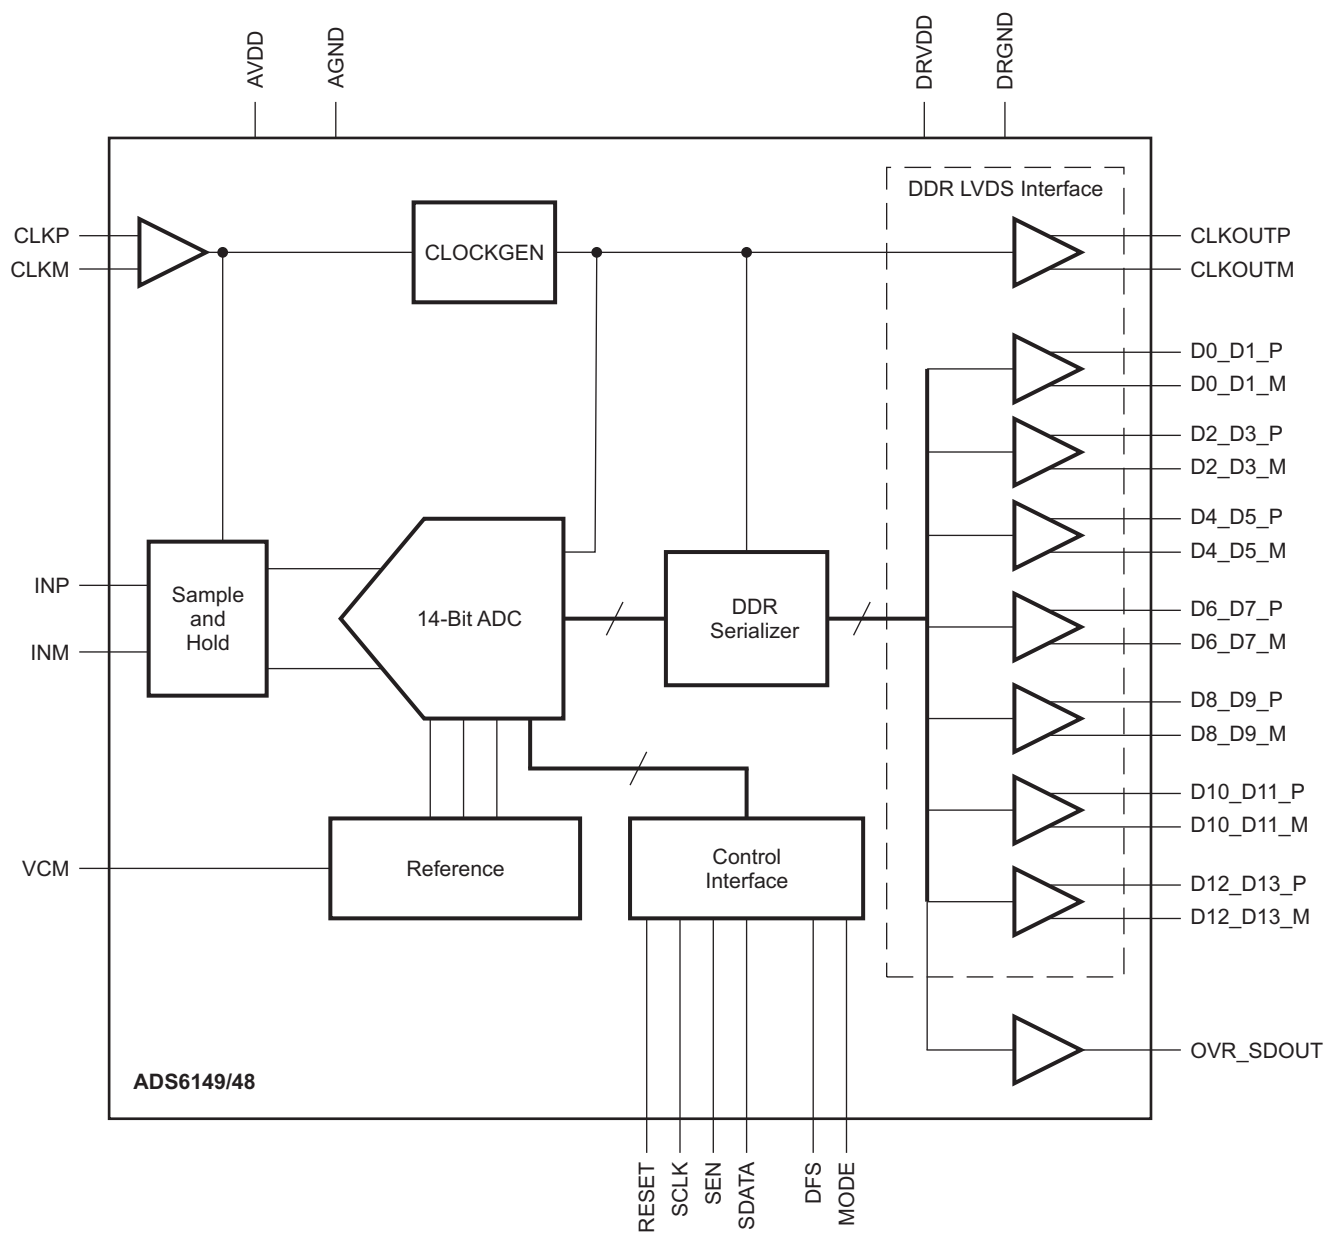 AVDD
AGND
DRVDD
DRGND
DDR LVDS Interface
CLKP
CLKM
CLOCKGEN
CLKOUTP
CLKOUTM
D0_D1_P
D0_D1_M
D2_D3_P
D2_D3_M
D4_D5_P
D4_D5_M
INP
INM
Sample
and
Hold
14-Bit ADC
DDR
Serializer
D6_D7_P
D6_D7_M
D8_D9_P
D8_D9_M
D10_D11_P
D10_D11_M
VCM
Reference
Control
Interface
D12_D13_P
D12_D13_M
OVR_SDOUT
ADS6149/48
RESET
SCLK
SEN
SDATA
DFS
MODE